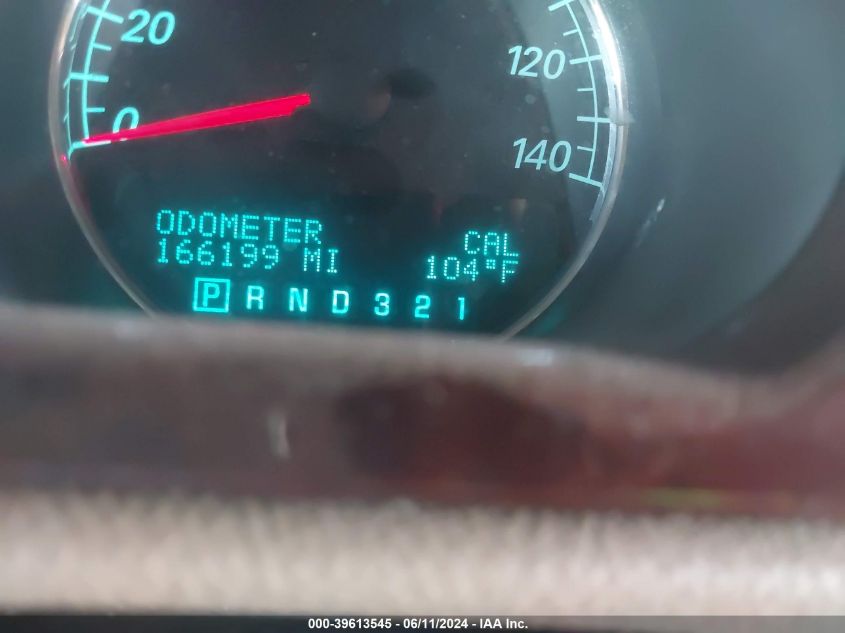 20
120
0
140
ODOMETER
CAL
166199 MI
104°F
P R N D 3 2 1
000-39613545 - 06/11/2024 - IAA Inc.